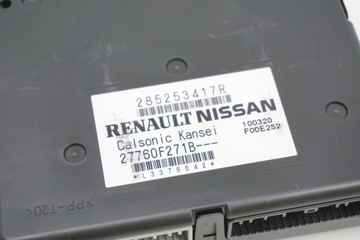 285253417R
RENAULT NISSAN
Calsonic Kansei 100320
27760F271B--- F00E252
*L3376642*
>PP-T20<